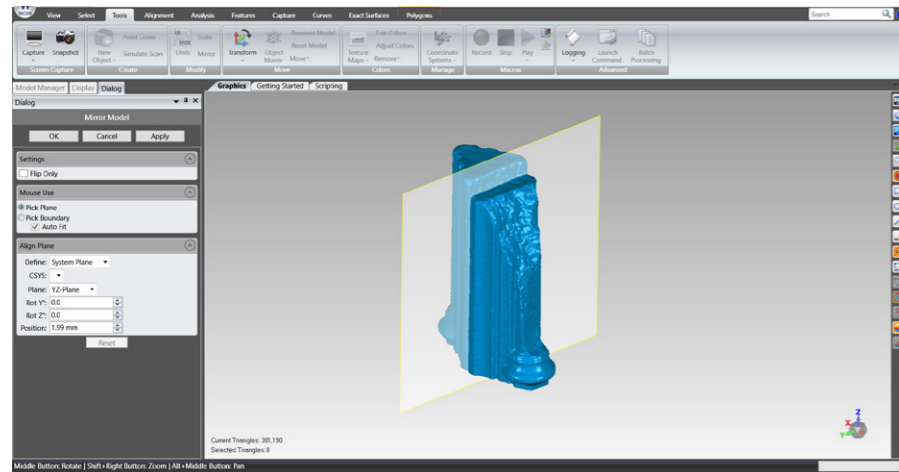 View Select Tools Alignment Analysis Features Capture Curves Exact Surfaces Polygons
Search
Capture Snapshot New Object Point Cover Simulate Scan Units Scale Mirror Transform Object Mover Reorient Model Reset Model Move Texture Maps Edit Colors Adjust Colors Remove Coordinate Systems Record Stop Play Logging Launch Command Batch Processing
Screen Capture Create Modify Move Colors Manage Macros Advanced
Model Manager Display Dialog
Graphics Getting Started Scripting
Dialog
Mirror Model
OK Cancel Apply
Settings
Flip Only
Mouse Use
Pick Plane
Pick Boundary
Auto Fit
Align Plane
Define: System Plane
CSYS:
Plane: YZ-Plane
Rot Y°: 0.0
Rot Z°: 0.0
Position: 1.99 mm
Reset
Z
X
Y
Current Triangles: 381,190
Selected Triangles: 8
Middle Button: Rotate | Shift+Right Button: Zoom | Alt+Middle Button: Pan